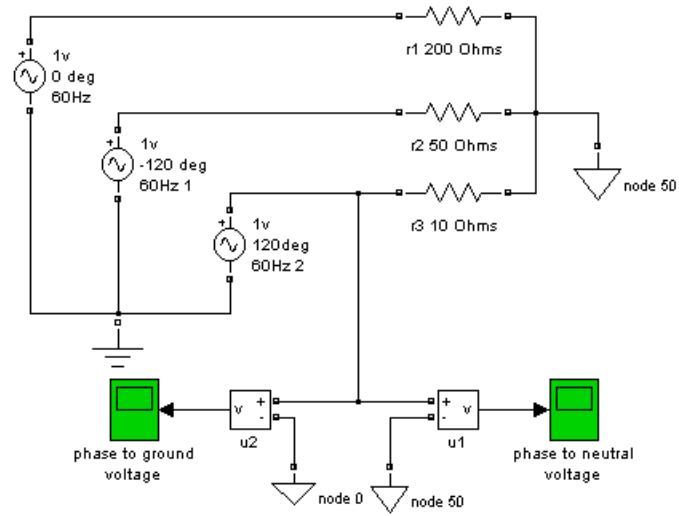 r1 200 Ohms
+
1v
0 deg
60Hz
r2 50 Ohms
+
1v
-120 deg
60Hz 1
node 50
r3 10 Ohms
+
1v
120deg
60Hz 2
v
+
-
u2
+
-
v
u1
phase to ground
voltage
phase to neutral
voltage
node 0
node 50